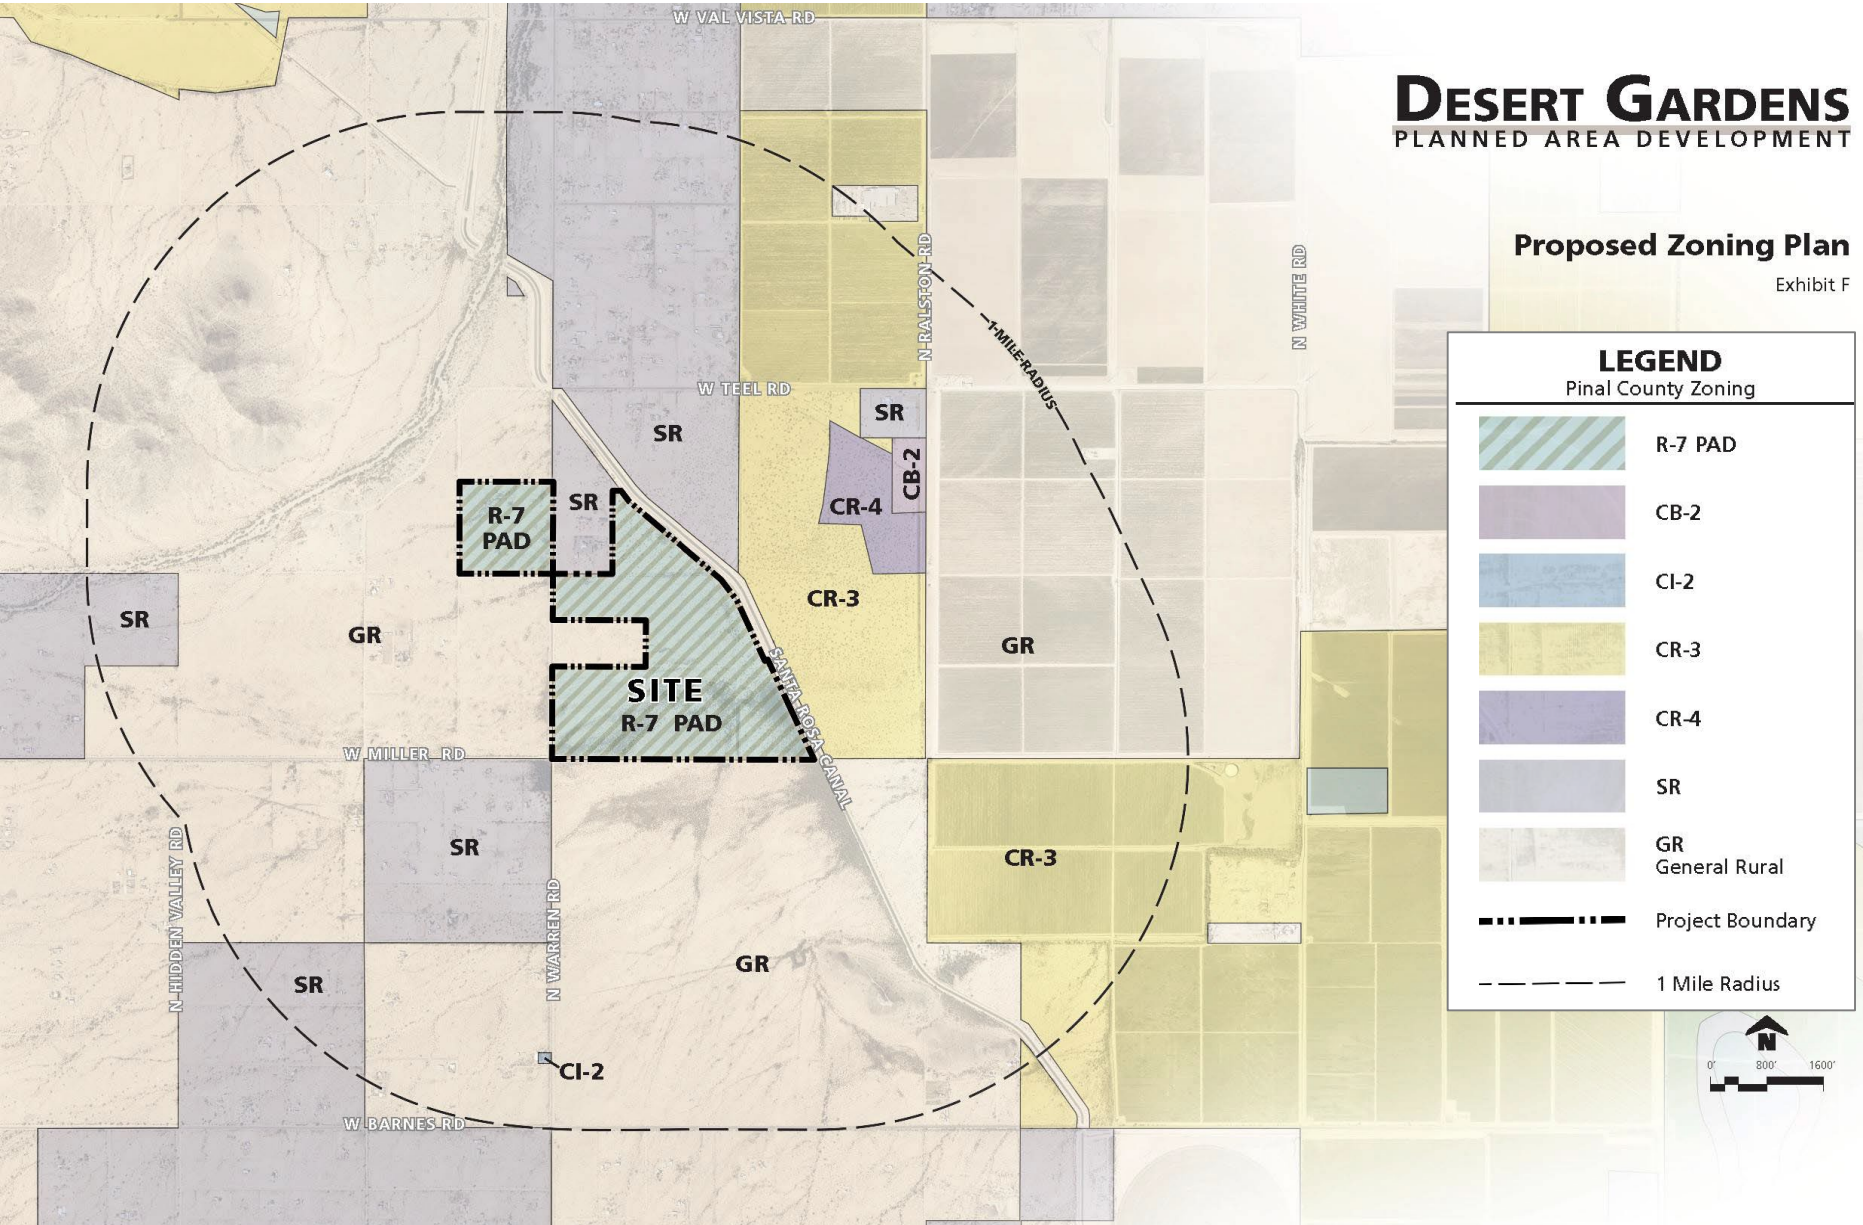 W VAL VISTA RD
DESERT GARDENS
PLANNED AREA DEVELOPMENT
Proposed Zoning Plan
Exhibit F
N RALSTON RD
N WHITE RD
1-MILE-RADIUS
LEGEND
Pinal County Zoning
R-7 PAD
CB-2
CI-2
CR-3
CR-4
SR
GR
General Rural
Project Boundary
1 Mile Radius
N
0'
800'
1600'
W TEEL RD
SR
SR
CB-2
CR-4
SR
R-7
PAD
CR-3
SR
GR
GR
SANTA ROSA CANAL
SITE
R-7 PAD
W MILLER RD
SR
CR-3
N HIDDEN VALLEY RD
N WARREN RD
GR
SR
CI-2
W BARNES RD